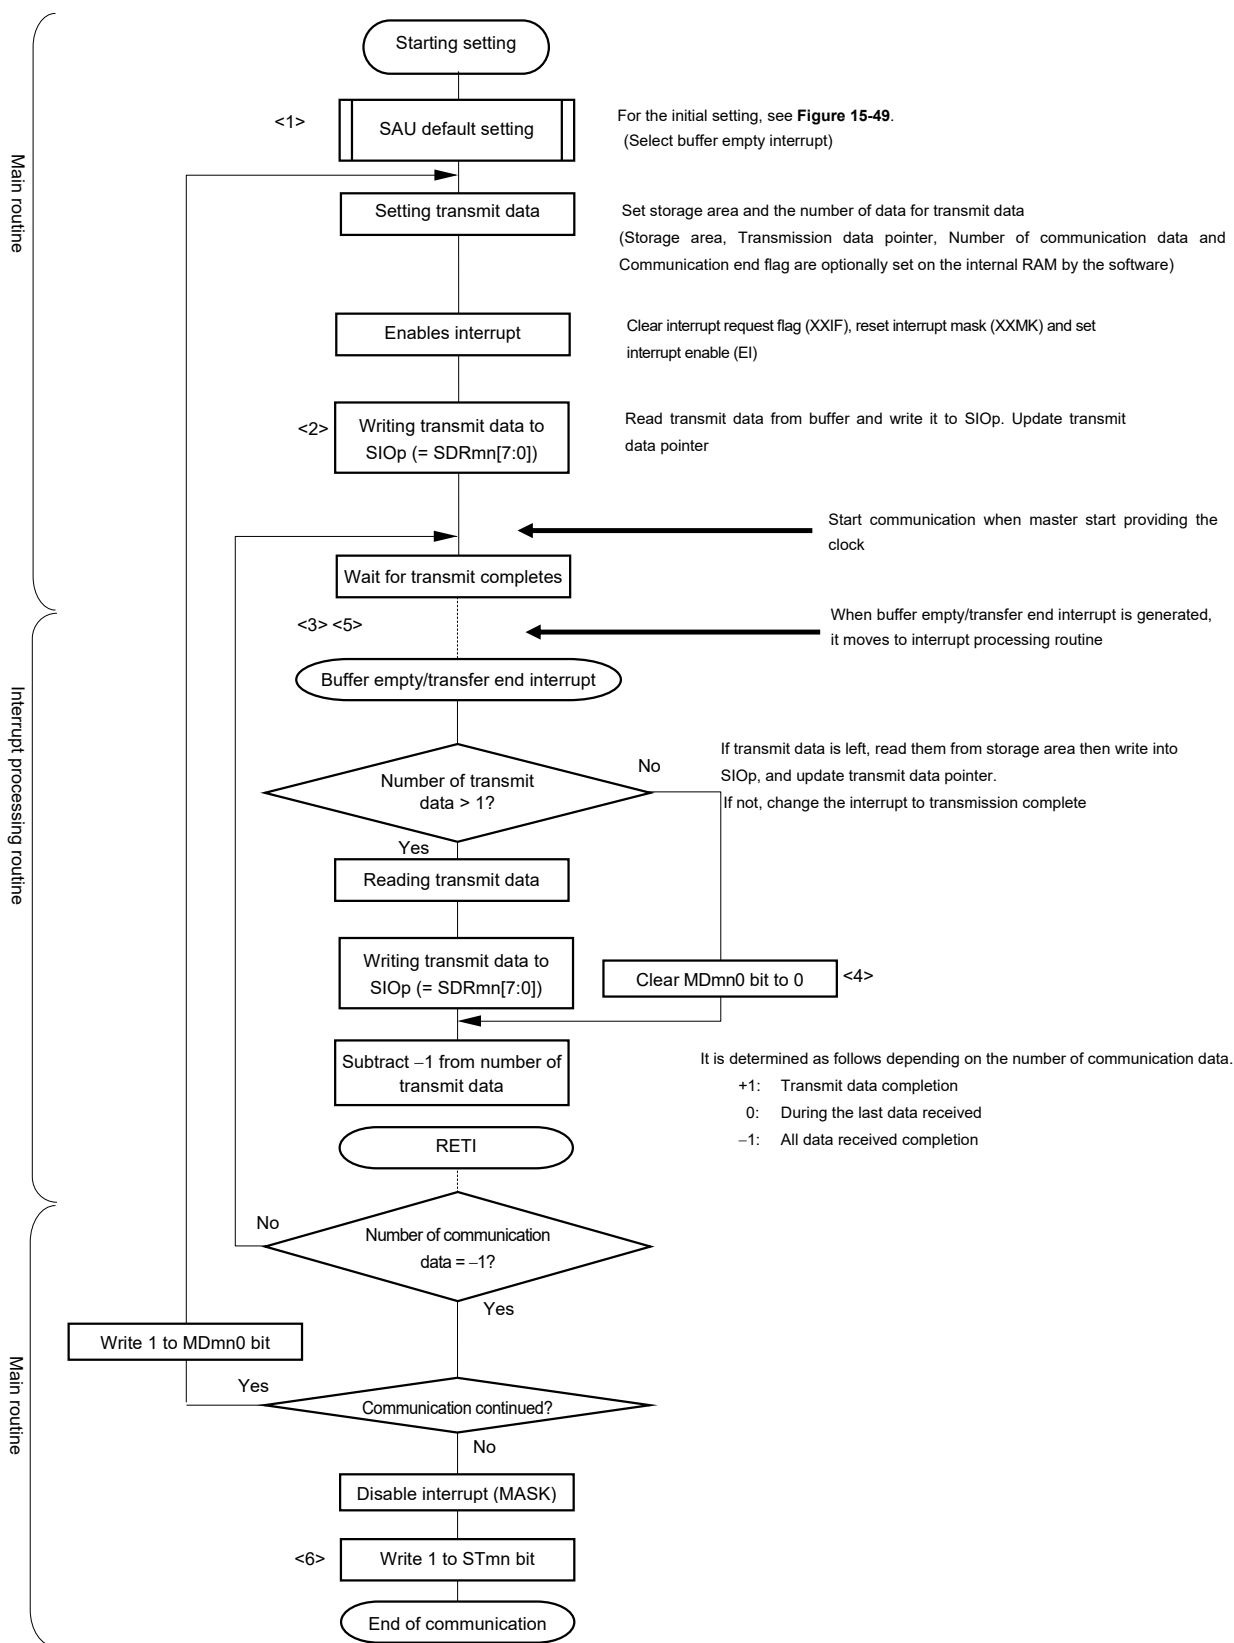 Starting setting
<1>
SAU default setting
For the initial setting, see Figure 15-49.
(Select buffer empty interrupt)
Main routine
Setting transmit data
Set storage area and the number of data for transmit data
(Storage area, Transmission data pointer, Number of communication data and
Communication end flag are optionally set on the internal RAM by the software)
Enables interrupt
Clear interrupt request flag (XXIF), reset interrupt mask (XXMK) and set
interrupt enable (EI)
<2>
Writing transmit data to
SIOp (= SDRmn[7:0])
Read transmit data from buffer and write it to SIOp. Update transmit
data pointer
Start communication when master start providing the
clock
Wait for transmit completes
<3> <5>
When buffer empty/transfer end interrupt is generated,
it moves to interrupt processing routine
Buffer empty/transfer end interrupt
Interrupt processing routine
Number of transmit
data > 1?
No
If transmit data is left, read them from storage area then write into
SIOp, and update transmit data pointer.
If not, change the interrupt to transmission complete
Yes
Reading transmit data
Writing transmit data to
SIOp (= SDRmn[7:0])
Clear MDmn0 bit to 0
<4>
Subtract −1 from number of
transmit data
It is determined as follows depending on the number of communication data.
+1: Transmit data completion
0: During the last data received
−1: All data received completion
RETI
No
Number of communication
data = −1?
Yes
Main routine
Write 1 to MDmn0 bit
Yes
Communication continued?
No
Disable interrupt (MASK)
<6>
Write 1 to STmn bit
End of communication